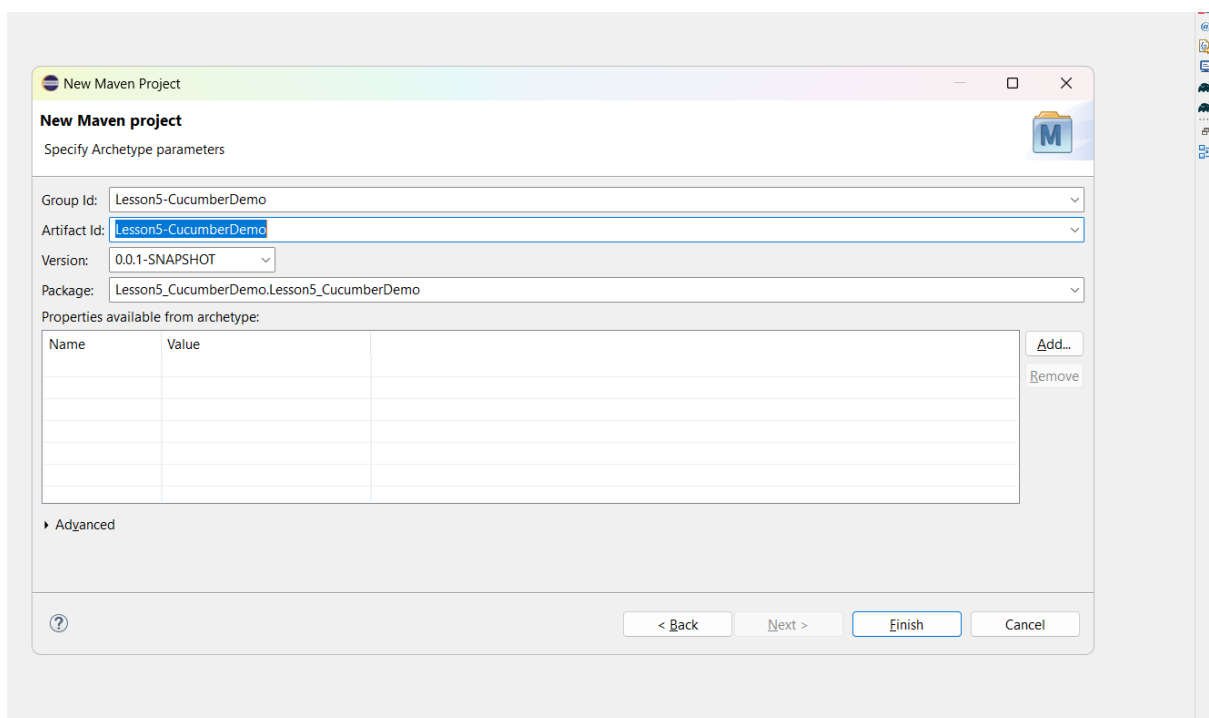 New Maven Project
New Maven project
Specify Archetype parameters
Group Id: Lesson5-CucumberDemo
Artifact Id: Lesson5-CucumberDemo
Version: 0.0.1-SNAPSHOT
Package: Lesson5_CucumberDemo.Lesson5_CucumberDemo
Properties available from archetype:
Name Value
Add...
Remove
Advanced
< Back Next > Finish Cancel